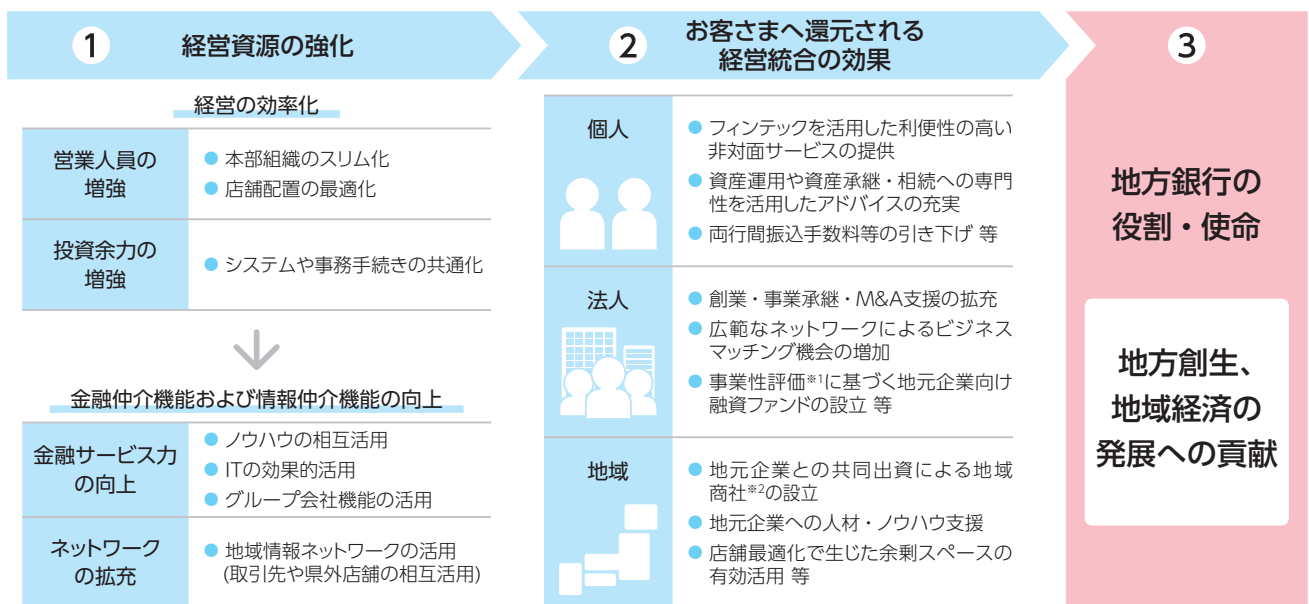 1
経営資源の強化
経営の効率化
営業人員の
増強
● 本部組織のスリム化
● 店舗配置の最適化
投資余力の
増強
● システムや事務手続きの共通化
金融仲介機能および情報仲介機能の向上
金融サービス力
の向上
● ノウハウの相互活用
● ITの効果的活用
● グループ会社機能の活用
ネットワーク
の拡充
● 地域情報ネットワークの活用
(取引先や県外店舗の相互活用)
2
お客さまへ還元される
経営統合の効果
個人
● フィンテックを活用した利便性の高い
非対面サービスの提供
● 資産運用や資産承継・相続への専門
性を活用したアドバイスの充実
● 両行間振込手数料等の引き下げ 等
法人
● 創業・事業承継・M&A支援の拡充
● 広範なネットワークによるビジネス
マッチング機会の増加
● 事業性評価※1に基づく地元企業向け
融資ファンドの設立 等
地域
● 地元企業との共同出資による地域
商社※2の設立
● 地元企業への人材・ノウハウ支援
● 店舗最適化で生じた余剰スペースの
有効活用 等
3
地方銀行の
役割・使命
地方創生、
地域経済の
発展への貢献